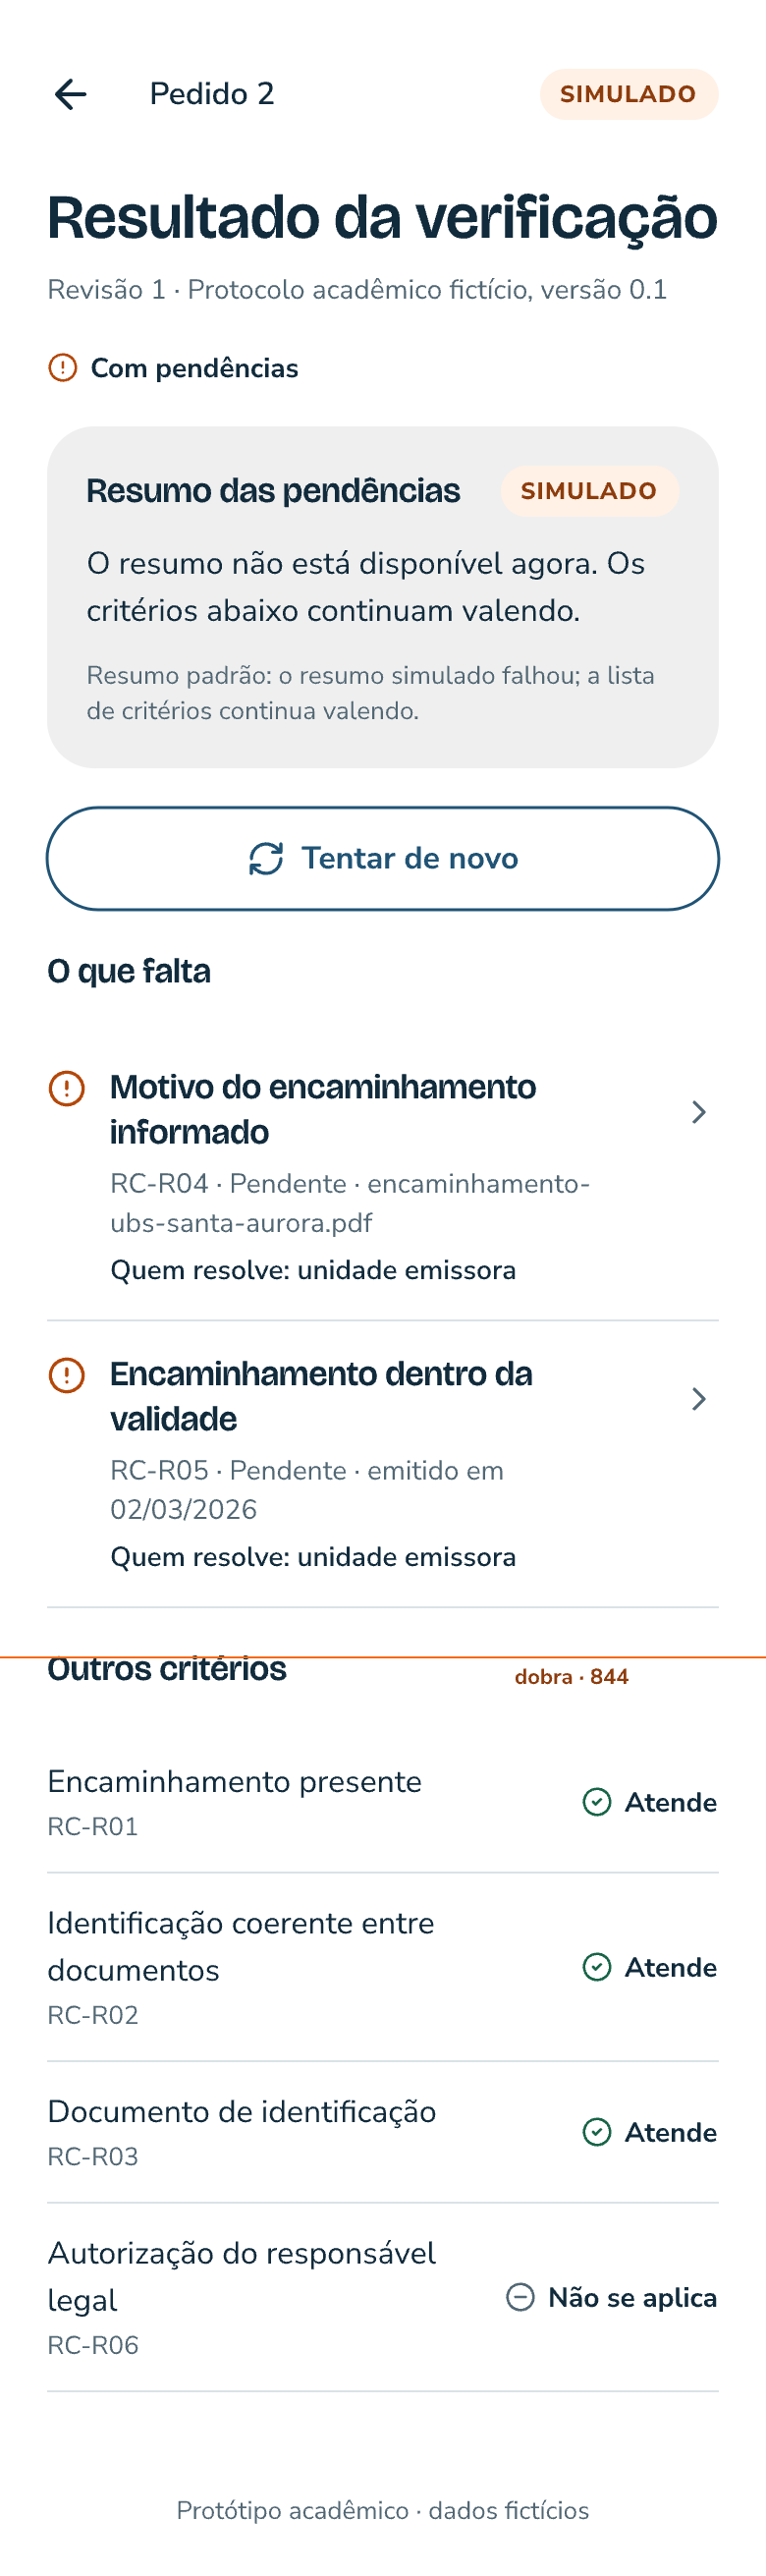 Pedido 2
SIMULADO
Resultado da verificação
Revisão 1 · Protocolo acadêmico fictício, versão 0.1
Com pendências
Resumo das pendências
SIMULADO
O resumo não está disponível agora. Os
critérios abaixo continuam valendo.
Resumo padrão: o resumo simulado falhou; a lista
de critérios continua valendo.
Tentar de novo
O que falta
Motivo do encaminhamento
informado
RC-R04 · Pendente · encaminhamento-
ubs-santa-aurora.pdf
Quem resolve: unidade emissora
Encaminhamento dentro da
validade
RC-R05 · Pendente · emitido em
02/03/2026
Quem resolve: unidade emissora
Outros critérios
dobra · 844
Encaminhamento presente
RC-R01
Atende
Identificação coerente entre
documentos
RC-R02
Atende
Documento de identificação
RC-R03
Atende
Autorização do responsável
legal
RC-R06
Não se aplica
Protótipo acadêmico · dados fictícios